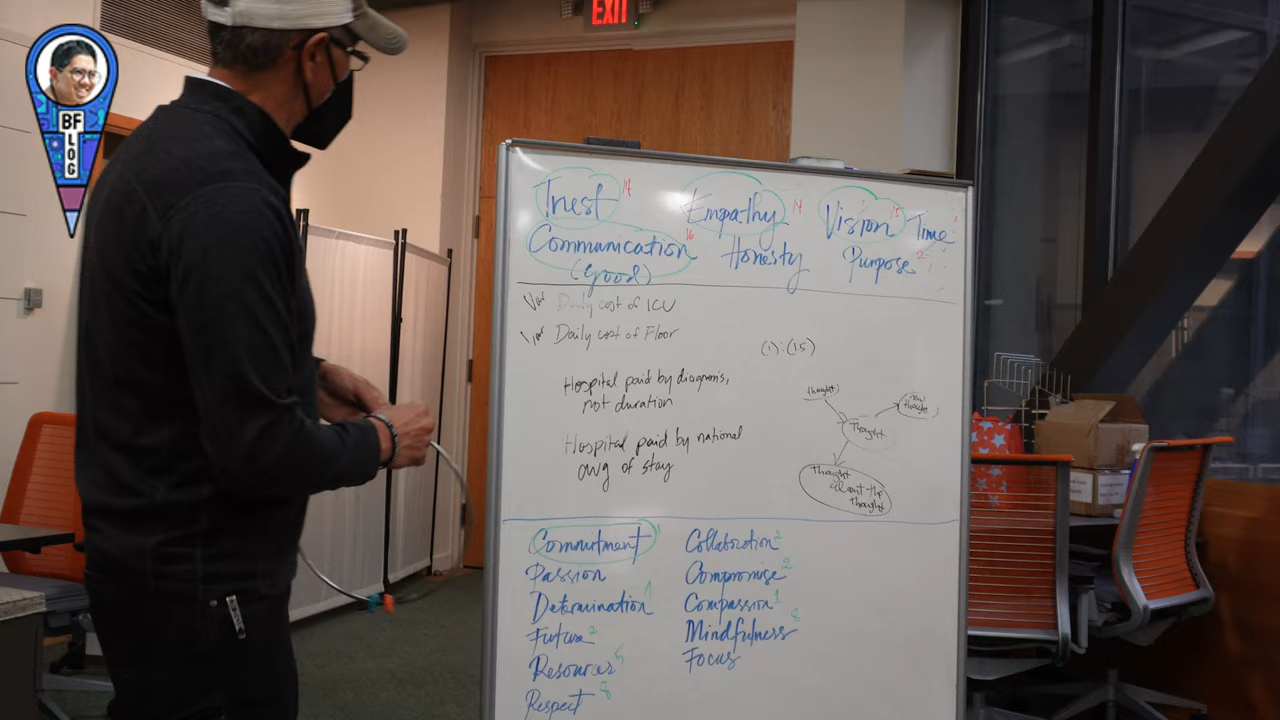 EXIT
BF
LOG
Trust 14
Empathy 14
Vision 15
Time
Communication 16
(good)
Honesty
Purpose 2
Daily cost of ICU
Daily cost of Floor
(1):(15)
Hospital paid by diagnosis,
not duration
Hospital paid by national
avg of stay
thought
new
thought
Thought
thought
about the
thought
Commitment
Passion
Determination 1
Future 2
Resources 5
Respect 8
Collaboration 2
Compromise 2
Compassion 1
Mindfulness 8
Focus